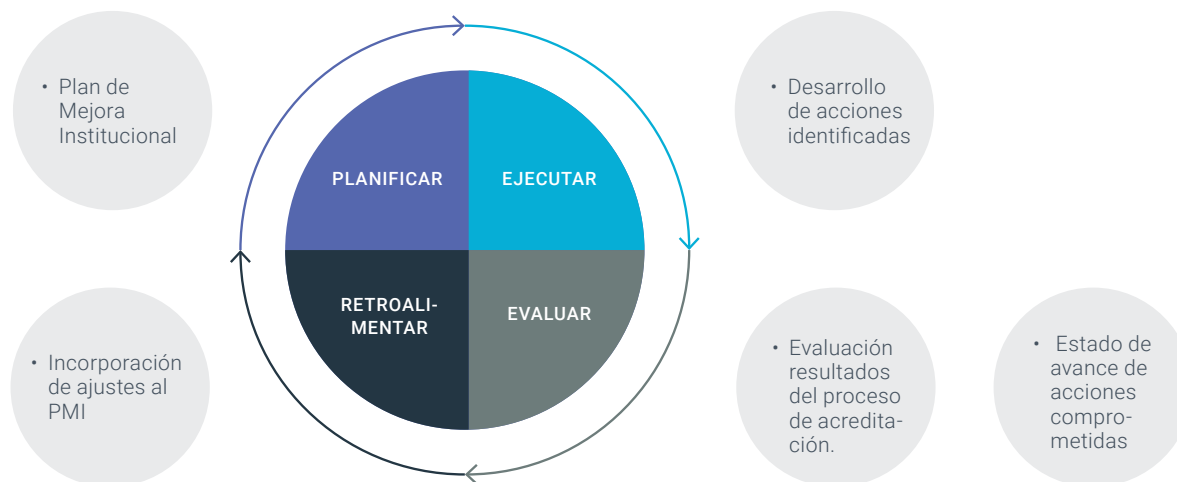 • Plan de
Mejora
Institucional
PLANIFICAR
EJECUTAR
• Desarrollo
de acciones
identificadas
• Incorporación
de ajustes al
PMI
RETROALI-
MENTAR
EVALUAR
• Evaluación
resultados
del proceso
de acredita-
ción.
• Estado de
avance de
acciones
compro-
metidas